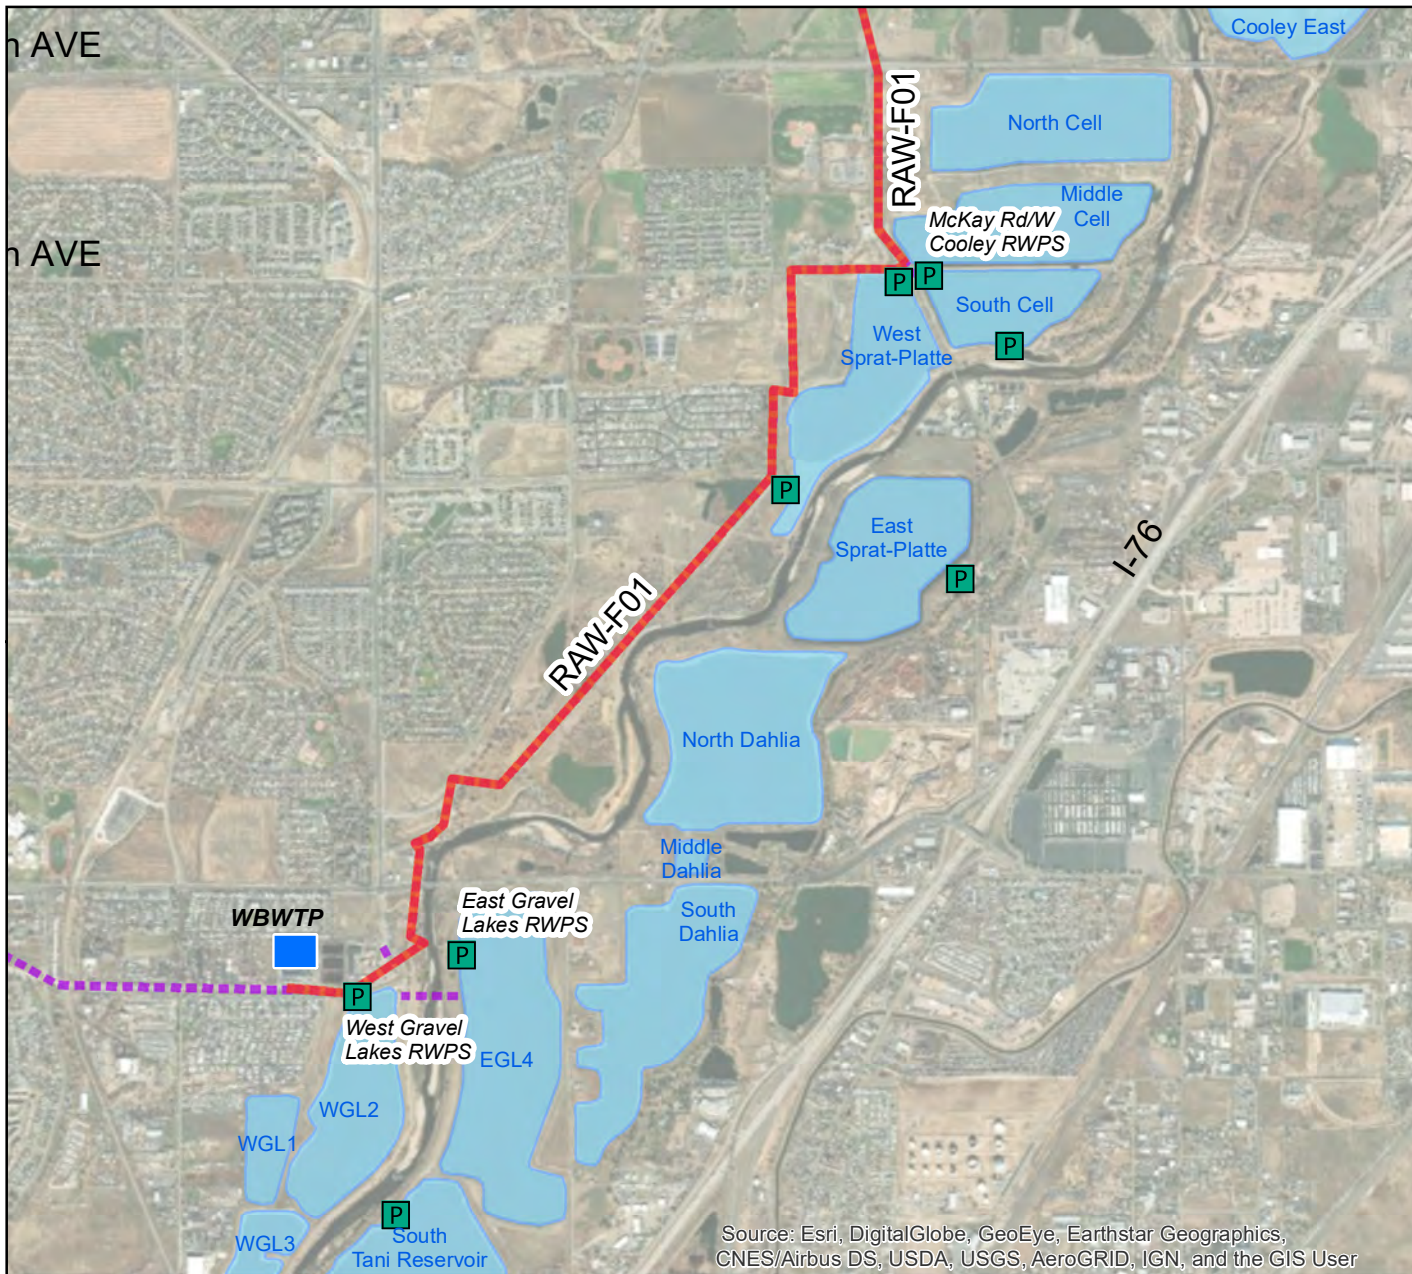 Cooley East
AVE
North Cell
RAW-F01
Middle
Cell
McKay Rd/W
Cooley RWPS
AVE
P
P
South Cell
West
Sprat-Platte
P
P
East
Sprat-Platte
I-76
P
RAW-F01
North Dahlia
Middle
Dahlia
East Gravel
Lakes RWPS
South
Dahlia
WBWTP
P
P
West Gravel
Lakes RWPS
EGL4
WGL2
WGL1
P
South
Tani Reservoir
WGL3
Source: Esri, DigitalGlobe, GeoEye, Earthstar Geographics,
CNES/Airbus DS, USDA, USGS, AeroGRID, IGN, and the GIS User